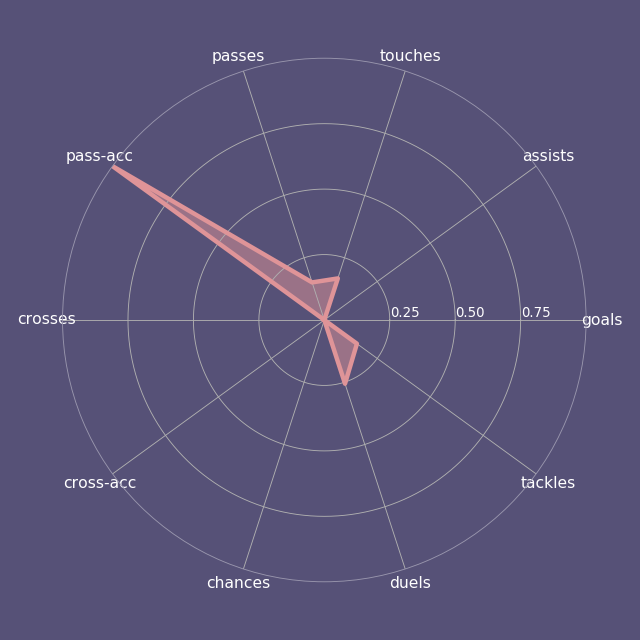 passes touches
pass-acc assists
crosses 0.25 0.50 0.75 goals
cross-acc tackles
chances duels